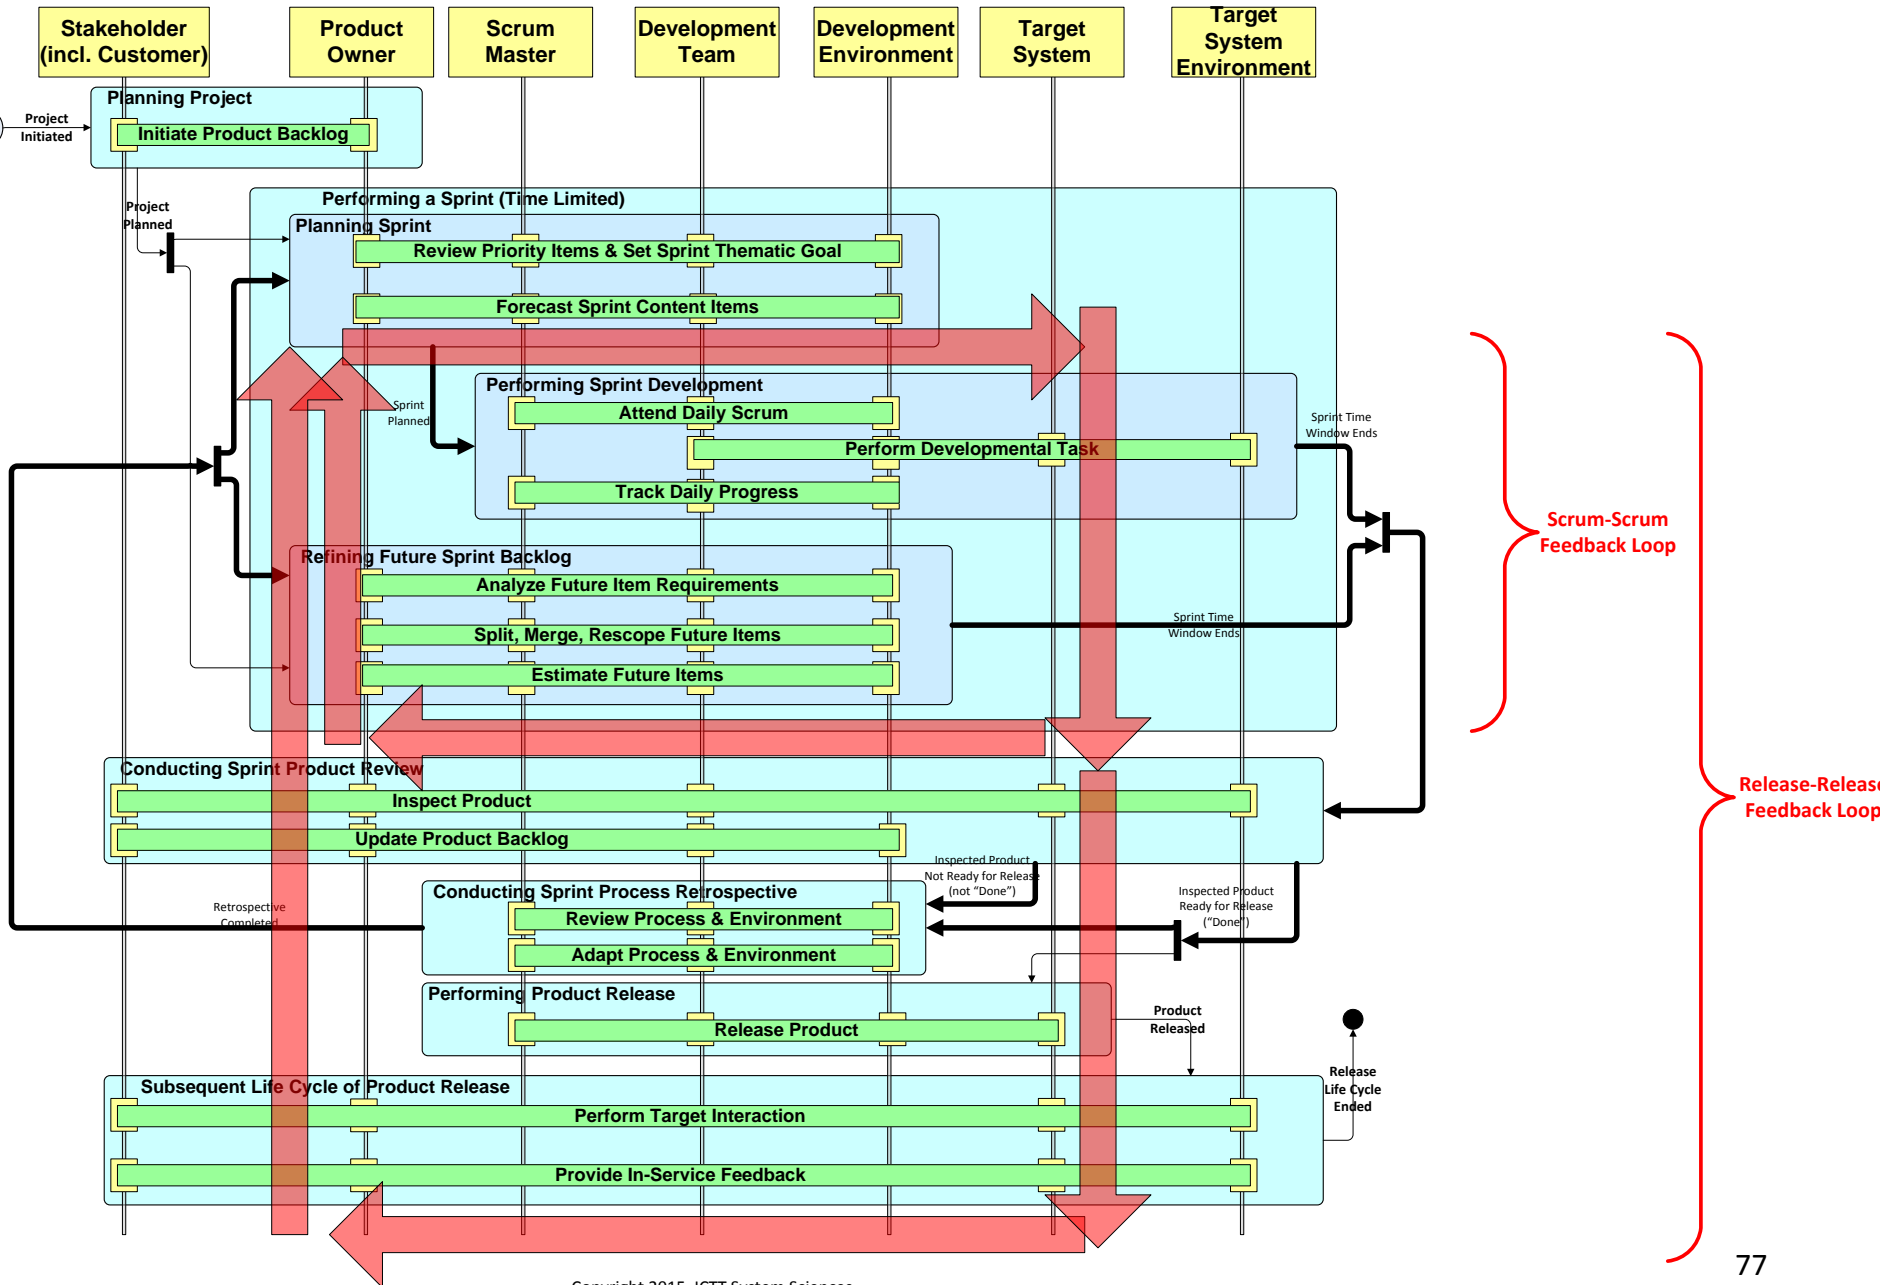 Stakeholder
(incl. Customer)
Product
Owner
Scrum
Master
Development
Team
Development
Environment
Target
System
Target
System
Environment
Planning Project
Project
Initiated
Initiate Product Backlog
Project
Planned
Performing a Sprint (Time Limited)
Planning Sprint
Review Priority Items & Set Sprint Thematic Goal
Forecast Sprint Content Items
Sprint
Planned
Performing Sprint Development
Attend Daily Scrum
Perform Developmental Task
Track Daily Progress
Sprint Time
Window Ends
Scrum-Scrum
Feedback Loop
Refining Future Sprint Backlog
Analyze Future Item Requirements
Split, Merge, Rescope Future Items
Estimate Future Items
Sprint Time
Window Ends
Conducting Sprint Product Review
Inspect Product
Update Product Backlog
Release-Release
Feedback Loop
Inspected Product
Not Ready for Release
(not “Done”)
Inspected Product
Ready for Release
(“Done”)
Conducting Sprint Process Retrospective
Review Process & Environment
Adapt Process & Environment
Retrospective
Completed
Performing Product Release
Release Product
Product
Released
Release
Life Cycle
Ended
Subsequent Life Cycle of Product Release
Perform Target Interaction
Provide In-Service Feedback
77
Copyright 2015, ICTT System Sciences